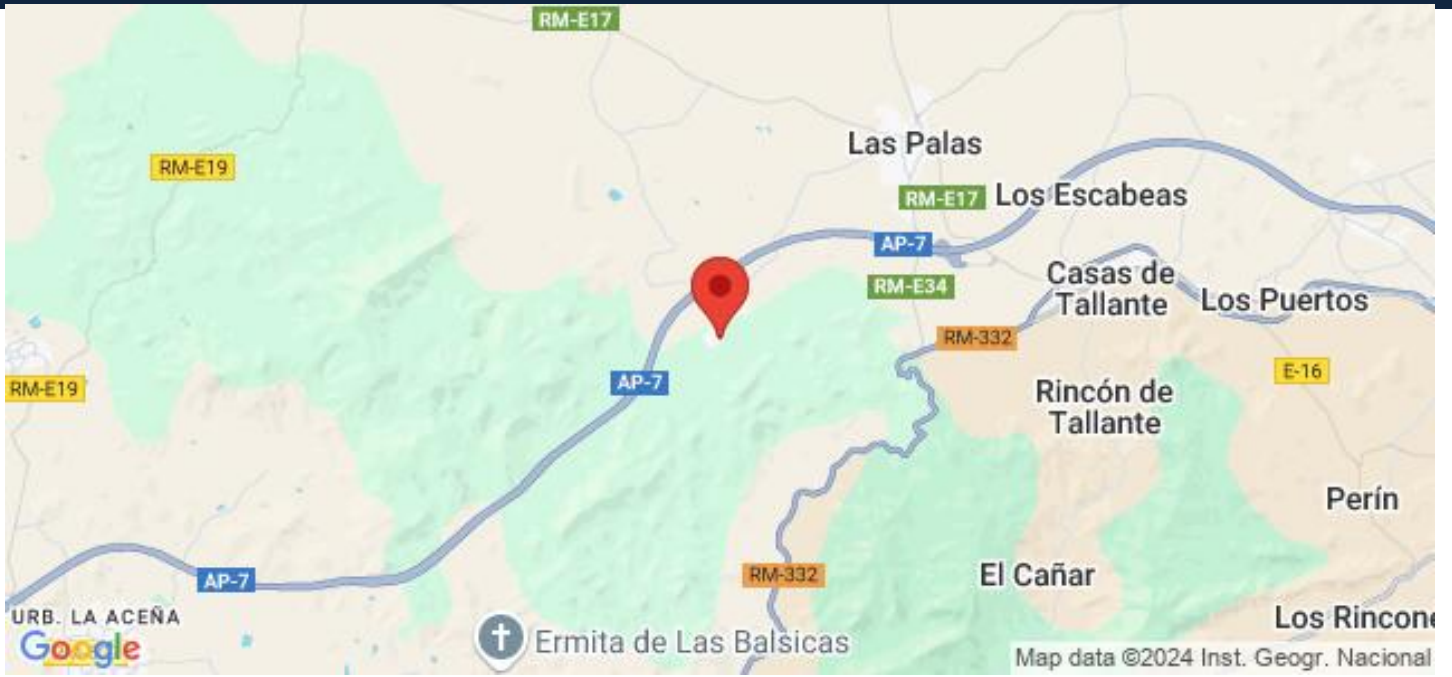 RM-E17
Las Palas
RM-E19
RM-E17
Los Escabeas
AP-7
Casas de
Tallante
RM-E34
Los Puertos
RM-332
E-16
AP-7
RM-E19
Rincón de
Tallante
Perín
AP-7
RM-332
El Cañar
URB. LA ACEÑA
Los Rincone
Google
Ermita de Las Balsicas
Map data ©2024 Inst. Geogr. Nacional